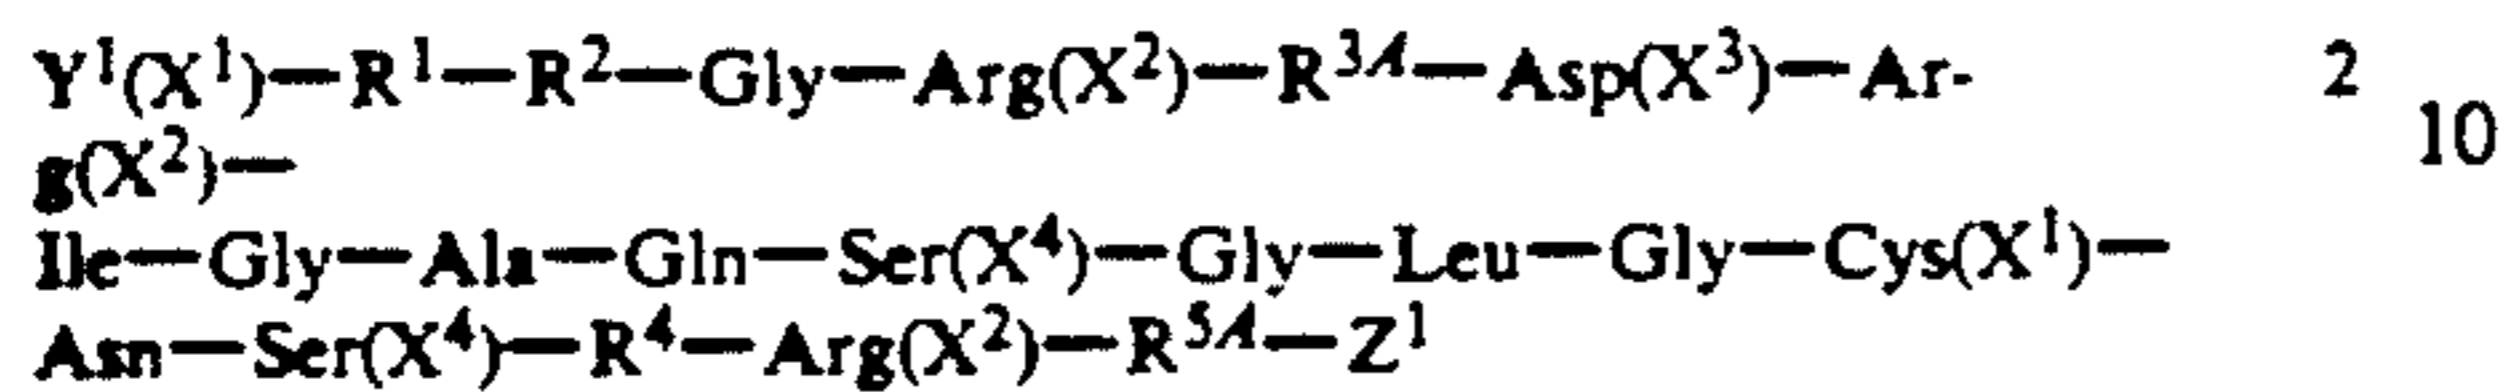 Y¹(X¹)—R¹—R²—Gly—Arg(X²)—R³ᴬ—Asp(X³)—Ar- 2
10
g(X²)—
Ile—Gly—Ala—Gln—Ser(X⁴)—Gly—Leu—Gly—Cys(X¹)—
Asn—Ser(X⁴)—R⁴—Arg(X²)—R⁵ᴬ—Z¹